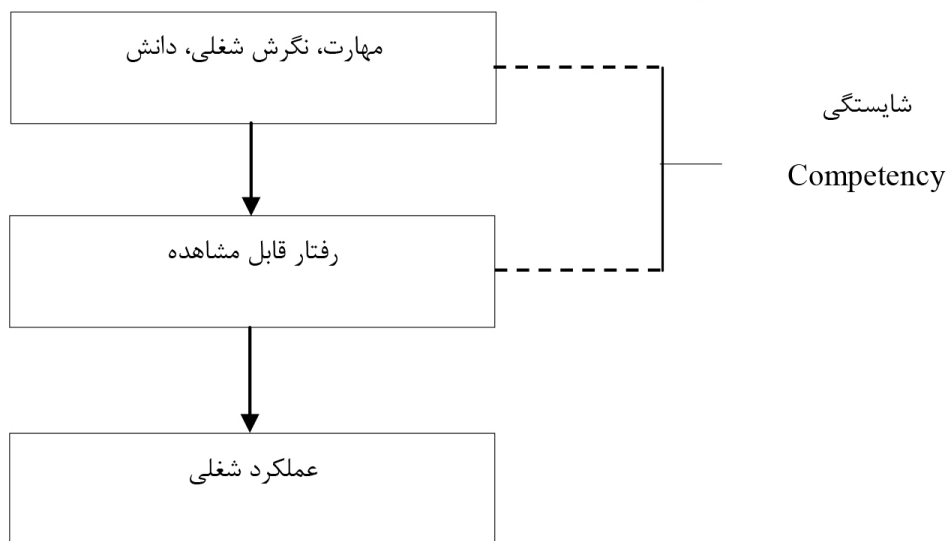 مهارت، نگرش شغلی، دانش
شایستگی
Competency
رفتار قابل مشاهده
عملکرد شغلی